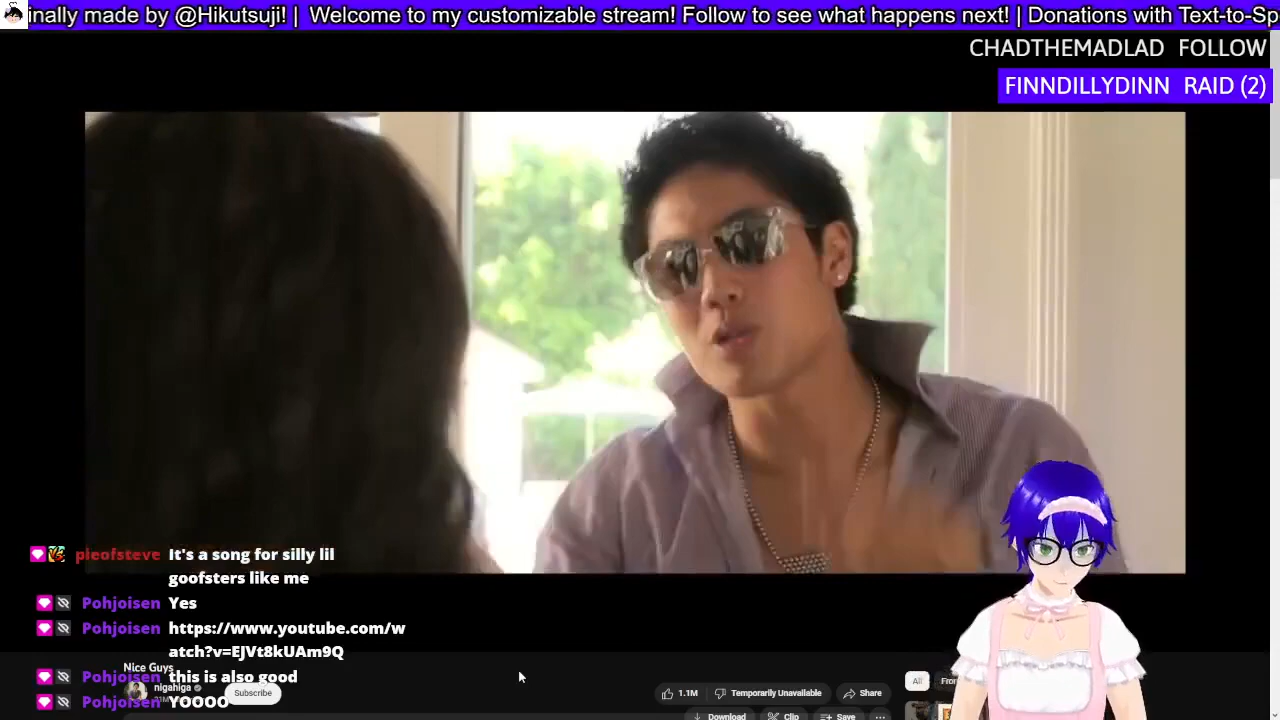 inally made by @Hikutsuji! |  Welcome to my customizable stream! Follow to see what happens next! | Donations with Text-to-Sp
CHADTHEMADLAD FOLLOW
FINNDILLYDINN RAID (2)
pieofsteve It's a song for silly lil
goofsters like me
Pohjoisen Yes
Pohjoisen https://www.youtube.com/w
atch?v=EJVt8kUAm9Q
Nice Guys
Pohjoisen this is also good
nigahiga
Subscribe
Pohjoisen YOOOO
1.1M
Temporarily Unavailable
Share
All
Fro
Download
Clip
Save